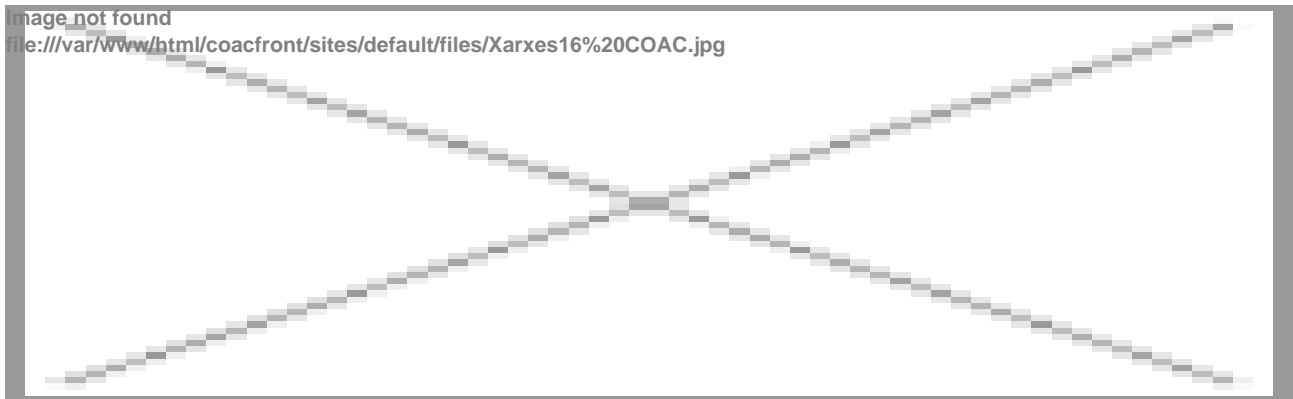 Image not found
file:///var/www/html/coacfront/sites/default/files/Xarxes16%20COAC.jpg